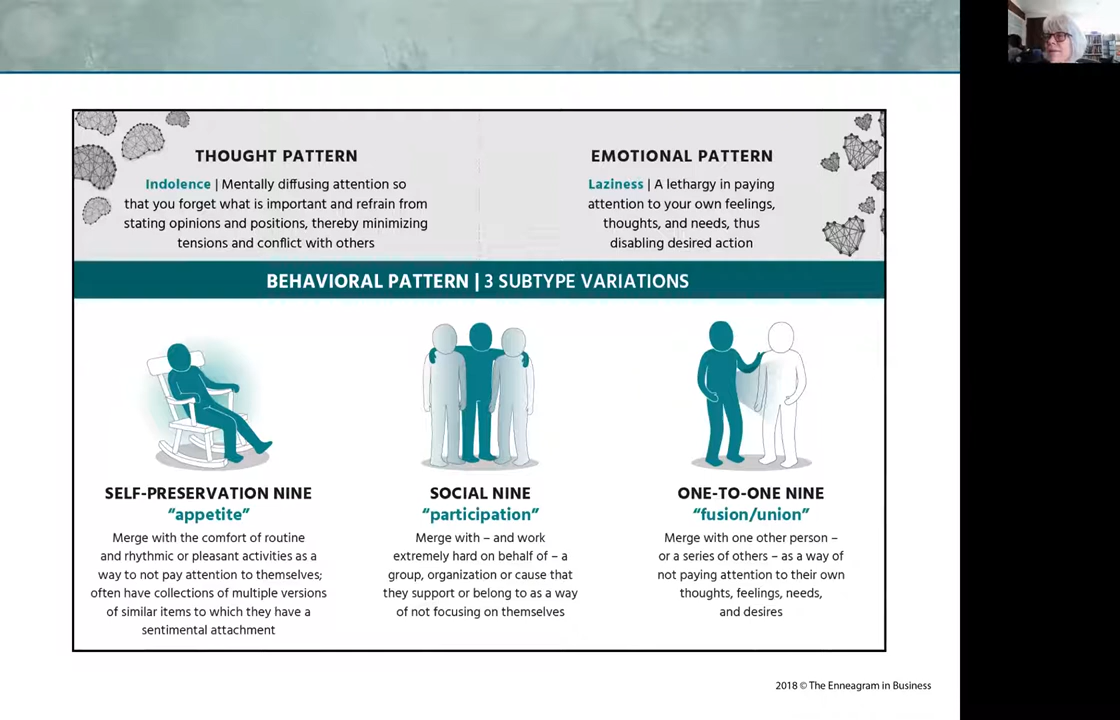 THOUGHT PATTERN
Indolence | Mentally diffusing attention so
that you forget what is important and refrain from
stating opinions and positions, thereby minimizing
tensions and conflict with others
EMOTIONAL PATTERN
Laziness | A lethargy in paying
attention to your own feelings,
thoughts, and needs, thus
disabling desired action
BEHAVIORAL PATTERN | 3 SUBTYPE VARIATIONS
SELF-PRESERVATION NINE
“appetite”
Merge with the comfort of routine
and rhythmic or pleasant activities as a
way to not pay attention to themselves;
often have collections of multiple versions
of similar items to which they have a
sentimental attachment
SOCIAL NINE
“participation”
Merge with – and work
extremely hard on behalf of – a
group, organization or cause that
they support or belong to as a way
of not focusing on themselves
ONE-TO-ONE NINE
“fusion/union”
Merge with one other person –
or a series of others – as a way of
not paying attention to their own
thoughts, feelings, needs,
and desires
2018 © The Enneagram in Business